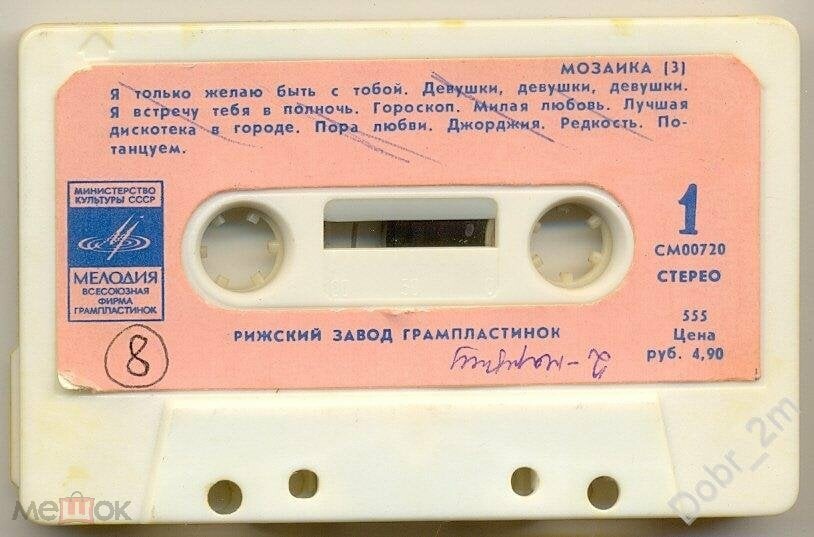 МОЗАИКА (3)
Я только желаю быть с тобой. Девушки, девушки, девушки.
Я встречу тебя в полночь. Гороскоп. Милая любовь. Лучшая
дискотека в городе. Пора любви. Джорджия. Редкость. По-
танцуем.
МИНИСТЕРСТВО
КУЛЬТУРЫ СССР
МЕЛОДИЯ
ВСЕСОЮЗНАЯ
ФИРМА
ГРАМПЛАСТИНОК
1
СМ00720
СТЕРЕО
РИЖСКИЙ ЗАВОД ГРАМПЛАСТИНОК
555
Цена
руб. 4,90
8
мешок
Dobr_2m